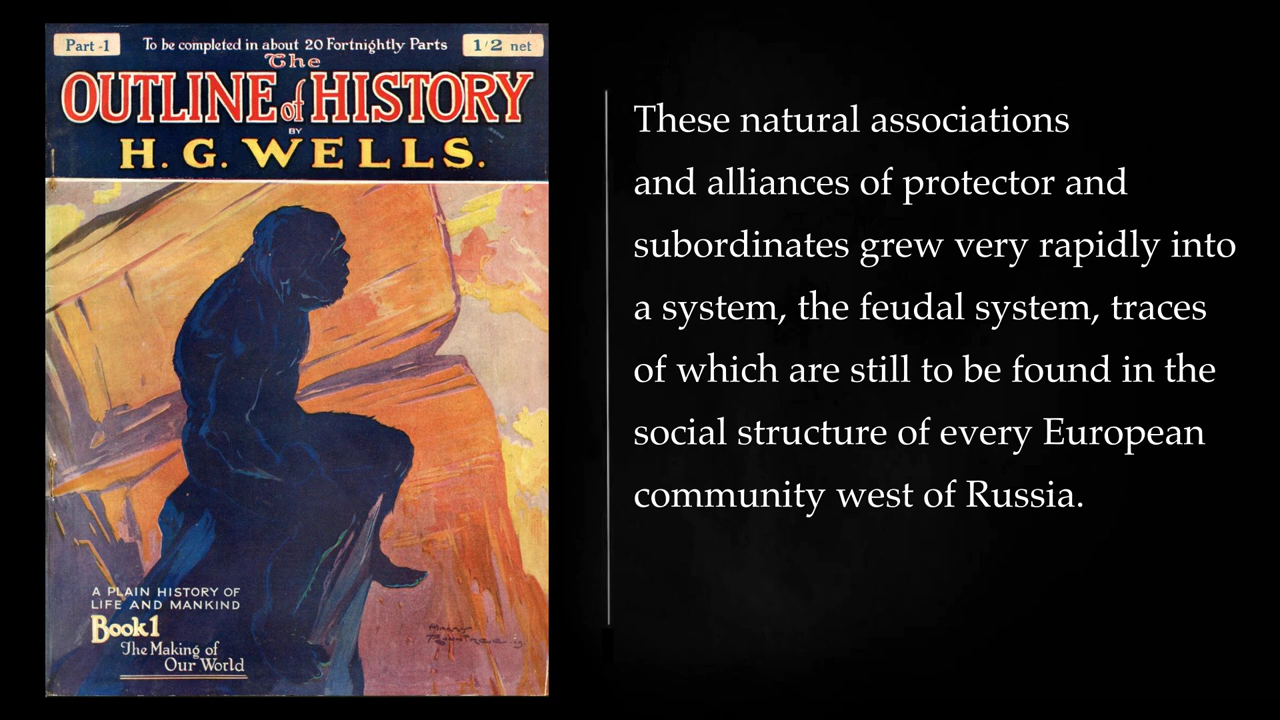 Part-1
To be completed in about 20 Fortnightly Parts
1/2 net
The
OUTLINE of HISTORY
BY
H. G. WELLS.
A PLAIN HISTORY OF
LIFE AND MANKIND
Book 1
The Making of
Our World
These natural associations
and alliances of protector and
subordinates grew very rapidly into
a system, the feudal system, traces
of which are still to be found in the
social structure of every European
community west of Russia.